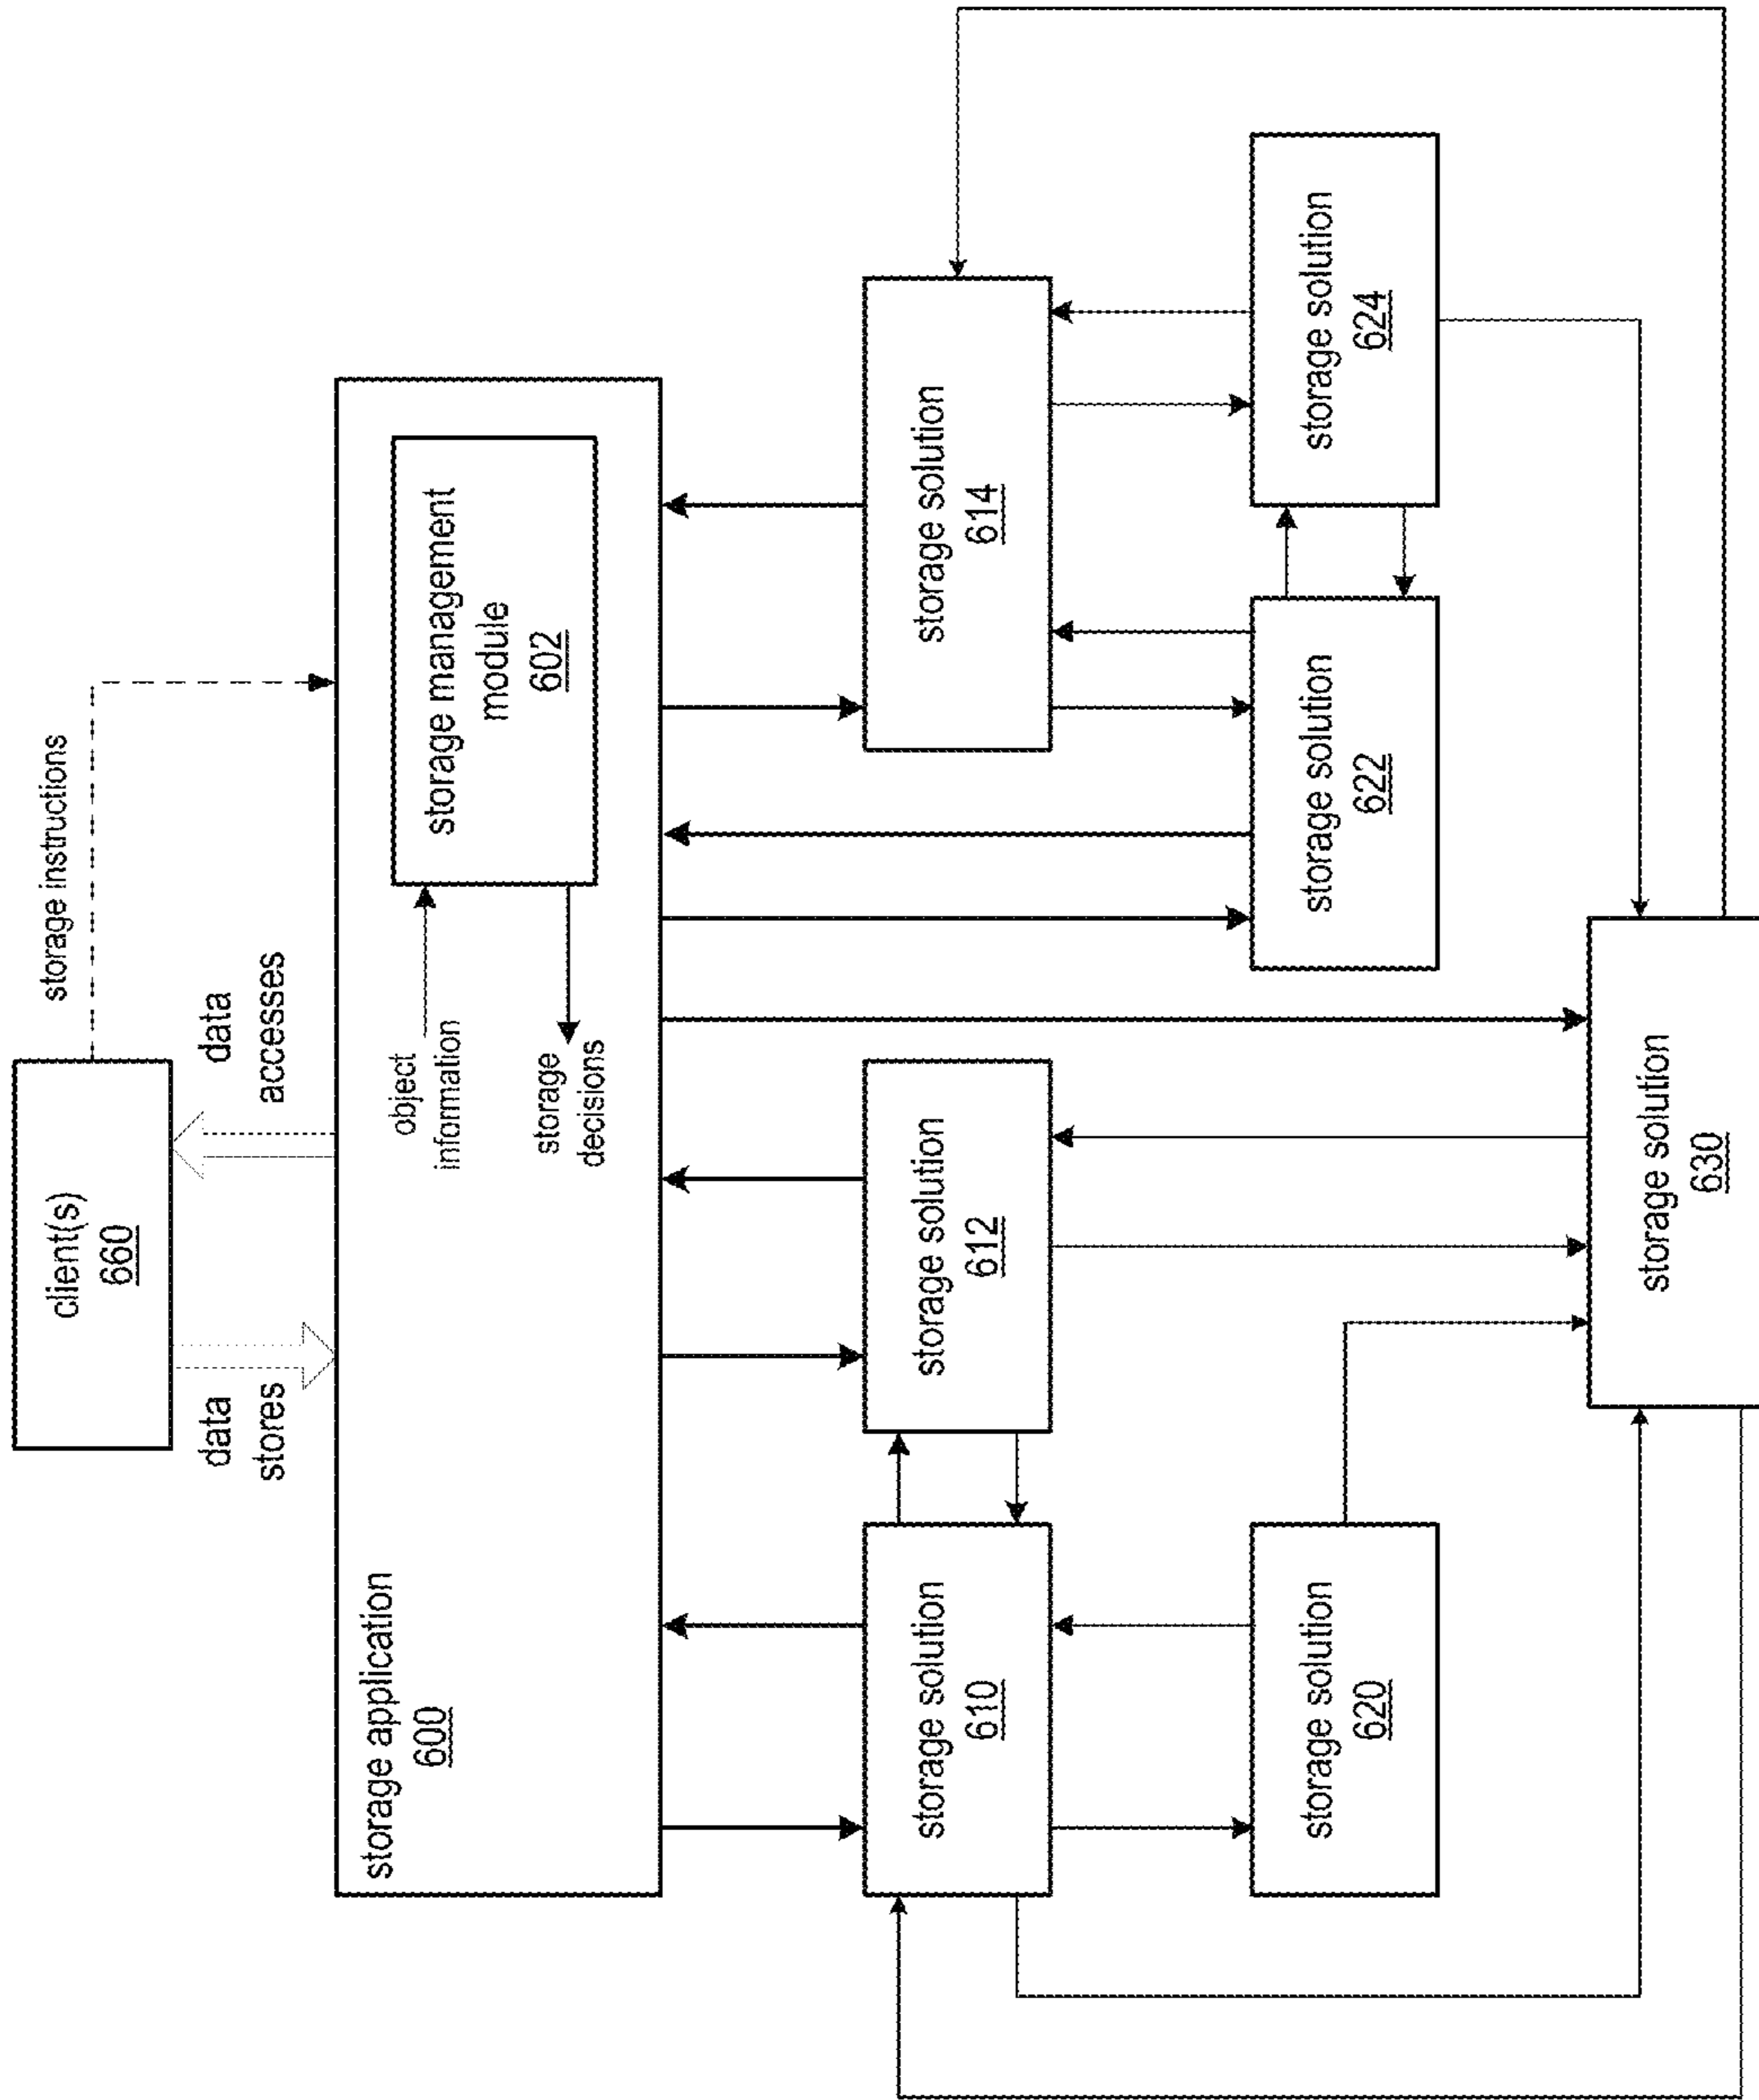 client(s)
660
storage instructions
data
stores
data
accesses
storage application
600
object
information
storage
decisions
storage management
module
602
storage solution
610
storage solution
612
storage solution
614
storage solution
620
storage solution
622
storage solution
624
storage solution
630